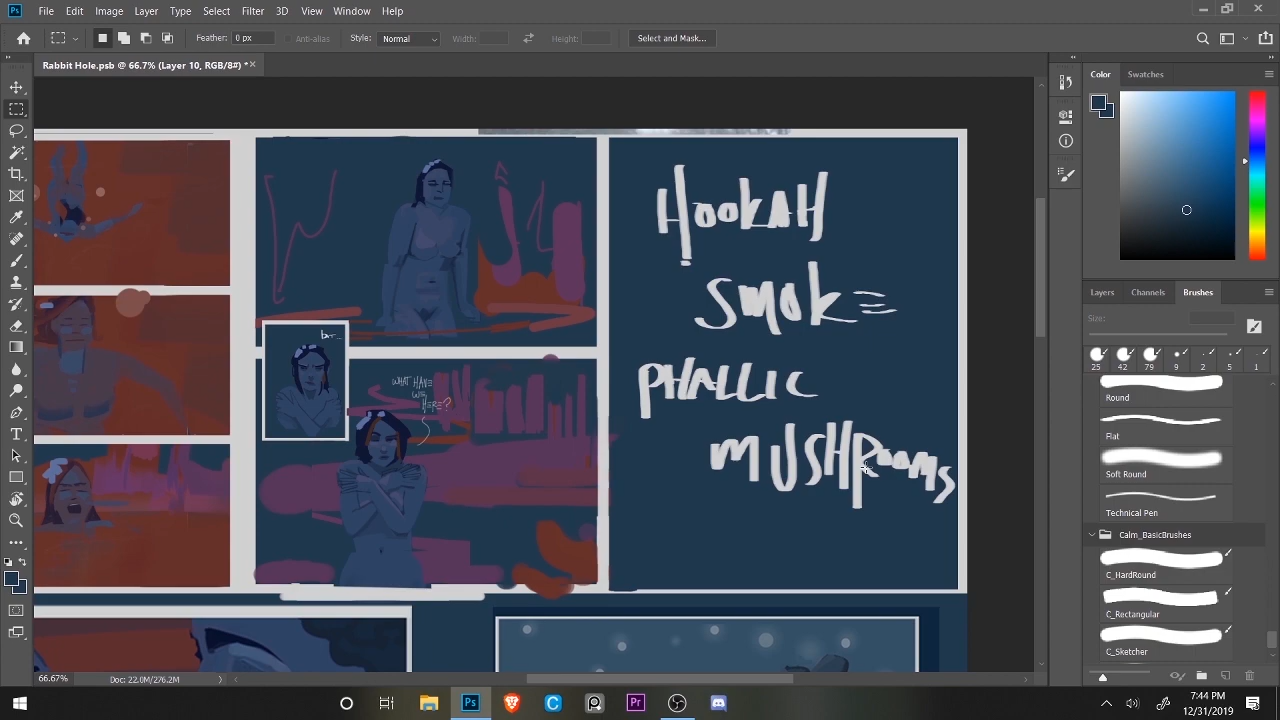 File Edit Image Layer Type Select Filter 3D View Window Help
Feather: 0 px Anti-alias Style: Normal Width: Height: Select and Mask...
Rabbit Hole.psb @ 66.7% (Layer 10, RGB/8#) *
Color Swatches
Layers Channels Brushes
Size:
25 42 79 9 2 5 1
Round
Flat
Soft Round
Technical Pen
Calm_BasicBrushes
C_HardRound
C_Rectangular
C_Sketcher
HOOKAH
SMOKE
PHALLIC
MUSHROOMS
WHAT HAVE
WE
HERE?
66.67% Doc: 22.0M/276.2M
7:44 PM
12/31/2019